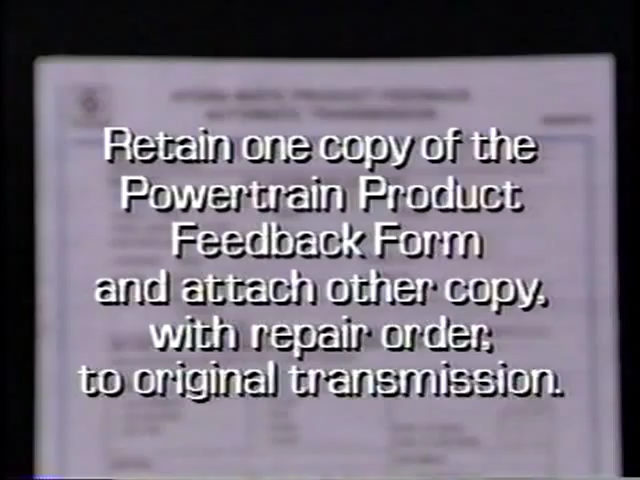 Retain one copy of the
Powertrain Product
Feedback Form
and attach other copy,
with repair order,
to original transmission.